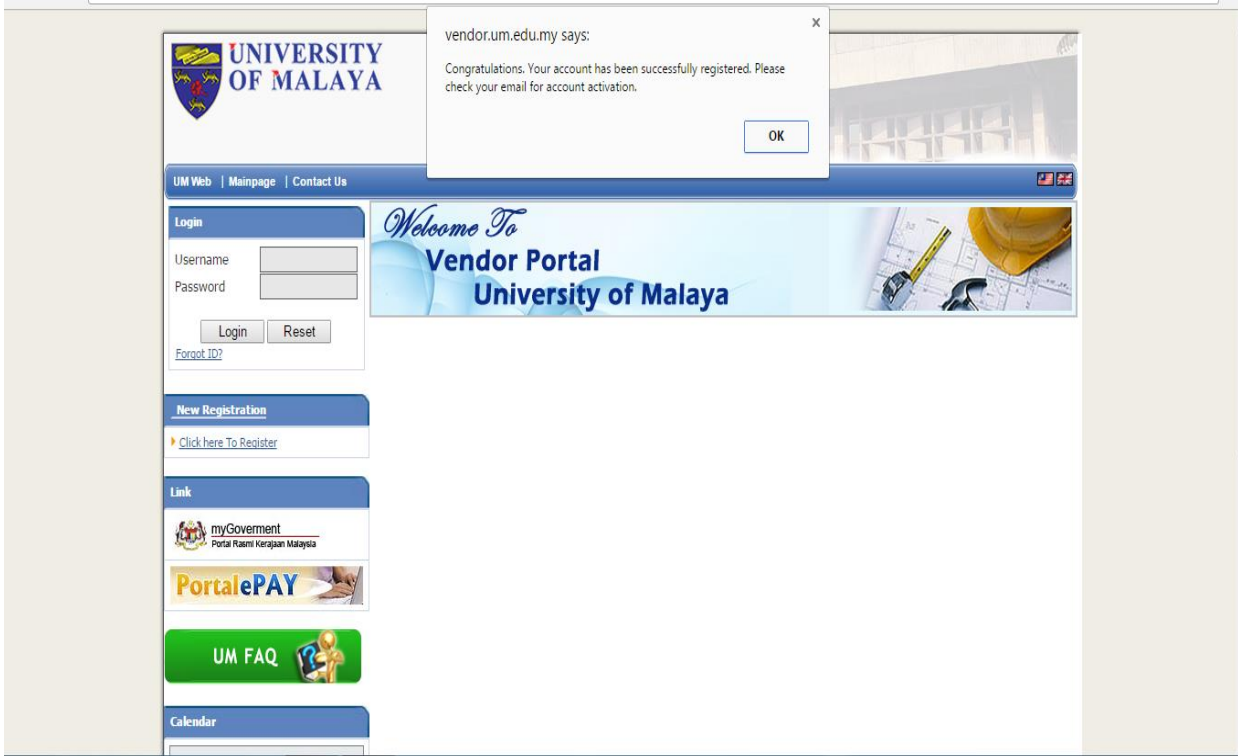 UNIVERSITY
OF MALAYA
vendor.um.edu.my says:
x
Congratulations. Your account has been successfully registered. Please
check your email for account activation.
OK
UM Web | Mainpage | Contact Us
Login
Username
Password
Login Reset
Forgot ID?
Welcome To
Vendor Portal
University of Malaya
New Registration
Click here To Register
Link
myGoverment
Portal Rasmi Kerajaan Malaysia
PortalePAY
UM FAQ
Calendar